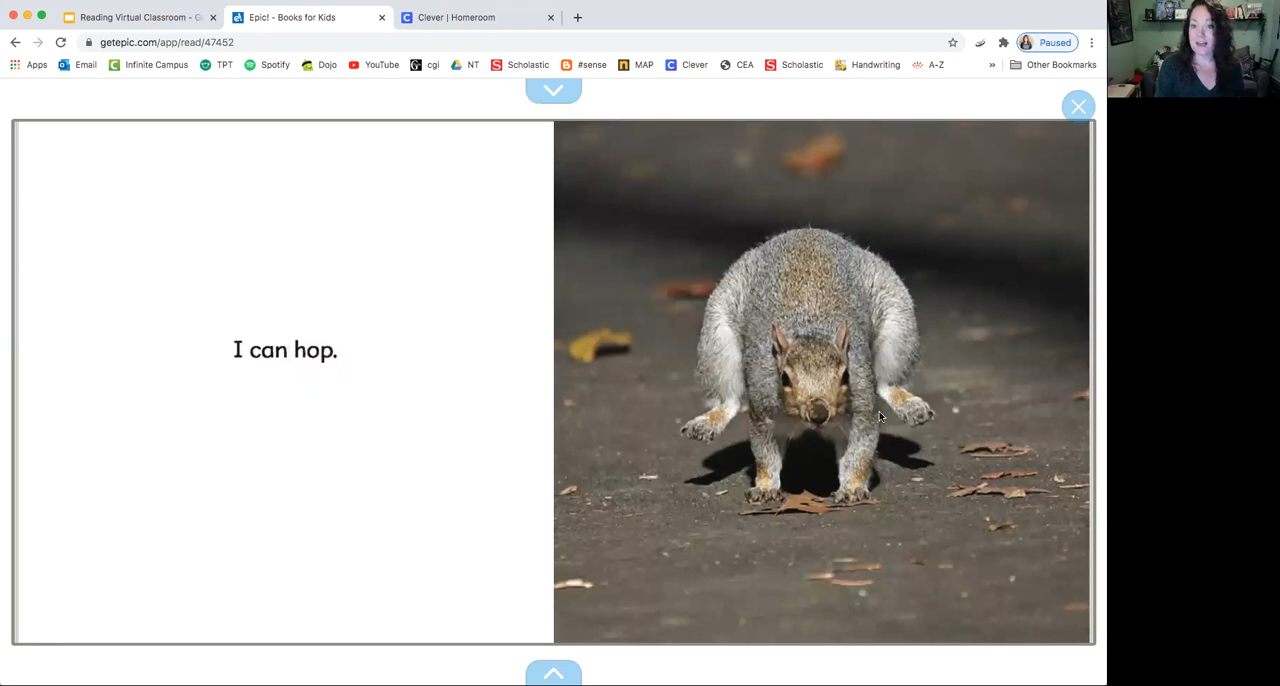 Reading Virtual Classroom - G
Epic! - Books for Kids
Clever | Homeroom
getepic.com/app/read/47452
Paused
Apps
Email
Infinite Campus
TPT
Spotify
Dojo
YouTube
cgi
NT
Scholastic
#sense
MAP
Clever
CEA
Scholastic
Handwriting
A-Z
»
Other Bookmarks
I can hop.